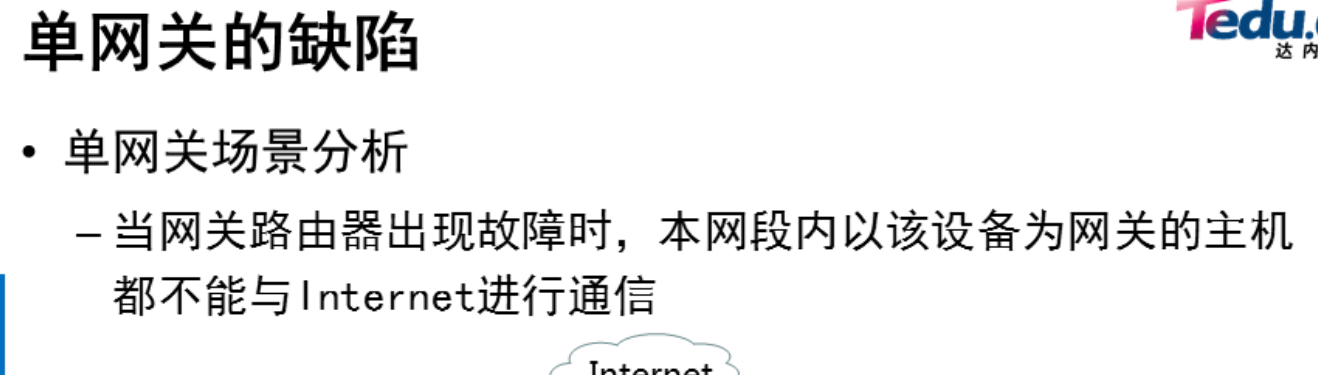 单网关的缺陷
Tedu.
达内
• 单网关场景分析
– 当网关路由器出现故障时，本网段内以该设备为网关的主机
都不能与Internet进行通信
Internet